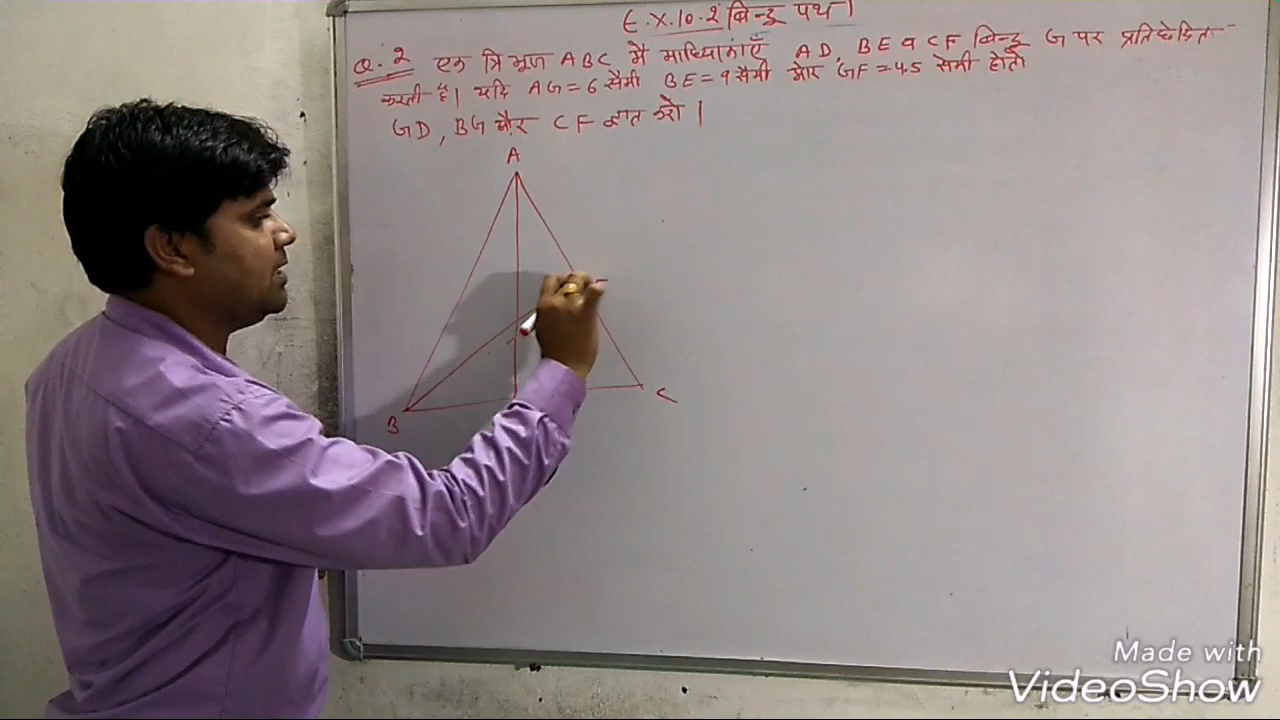 E.X.10.2 बिन्दू पथ ।
Q.2 एक त्रिभूज ABC मै माध्यिकाएँ AD, BE व CF बिन्दू G पर प्रतिच्छेदित
करती है। यदि AG = 6 सैमी BE = 9 सैमी और GF = 4.5 सेमी हो तो
GD, BG और CF ज्ञात करो ।
A
B
C
Made with
VideoShow